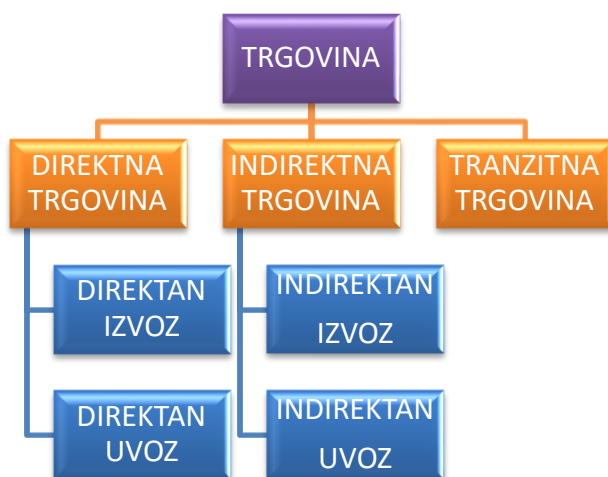 TRGOVINA
DIREKTNA
TRGOVINA
INDIREKTNA
TRGOVINA
TRANZITNA
TRGOVINA
DIREKTAN
IZVOZ
DIREKTAN
UVOZ
INDIREKTAN
IZVOZ
INDIREKTAN
UVOZ